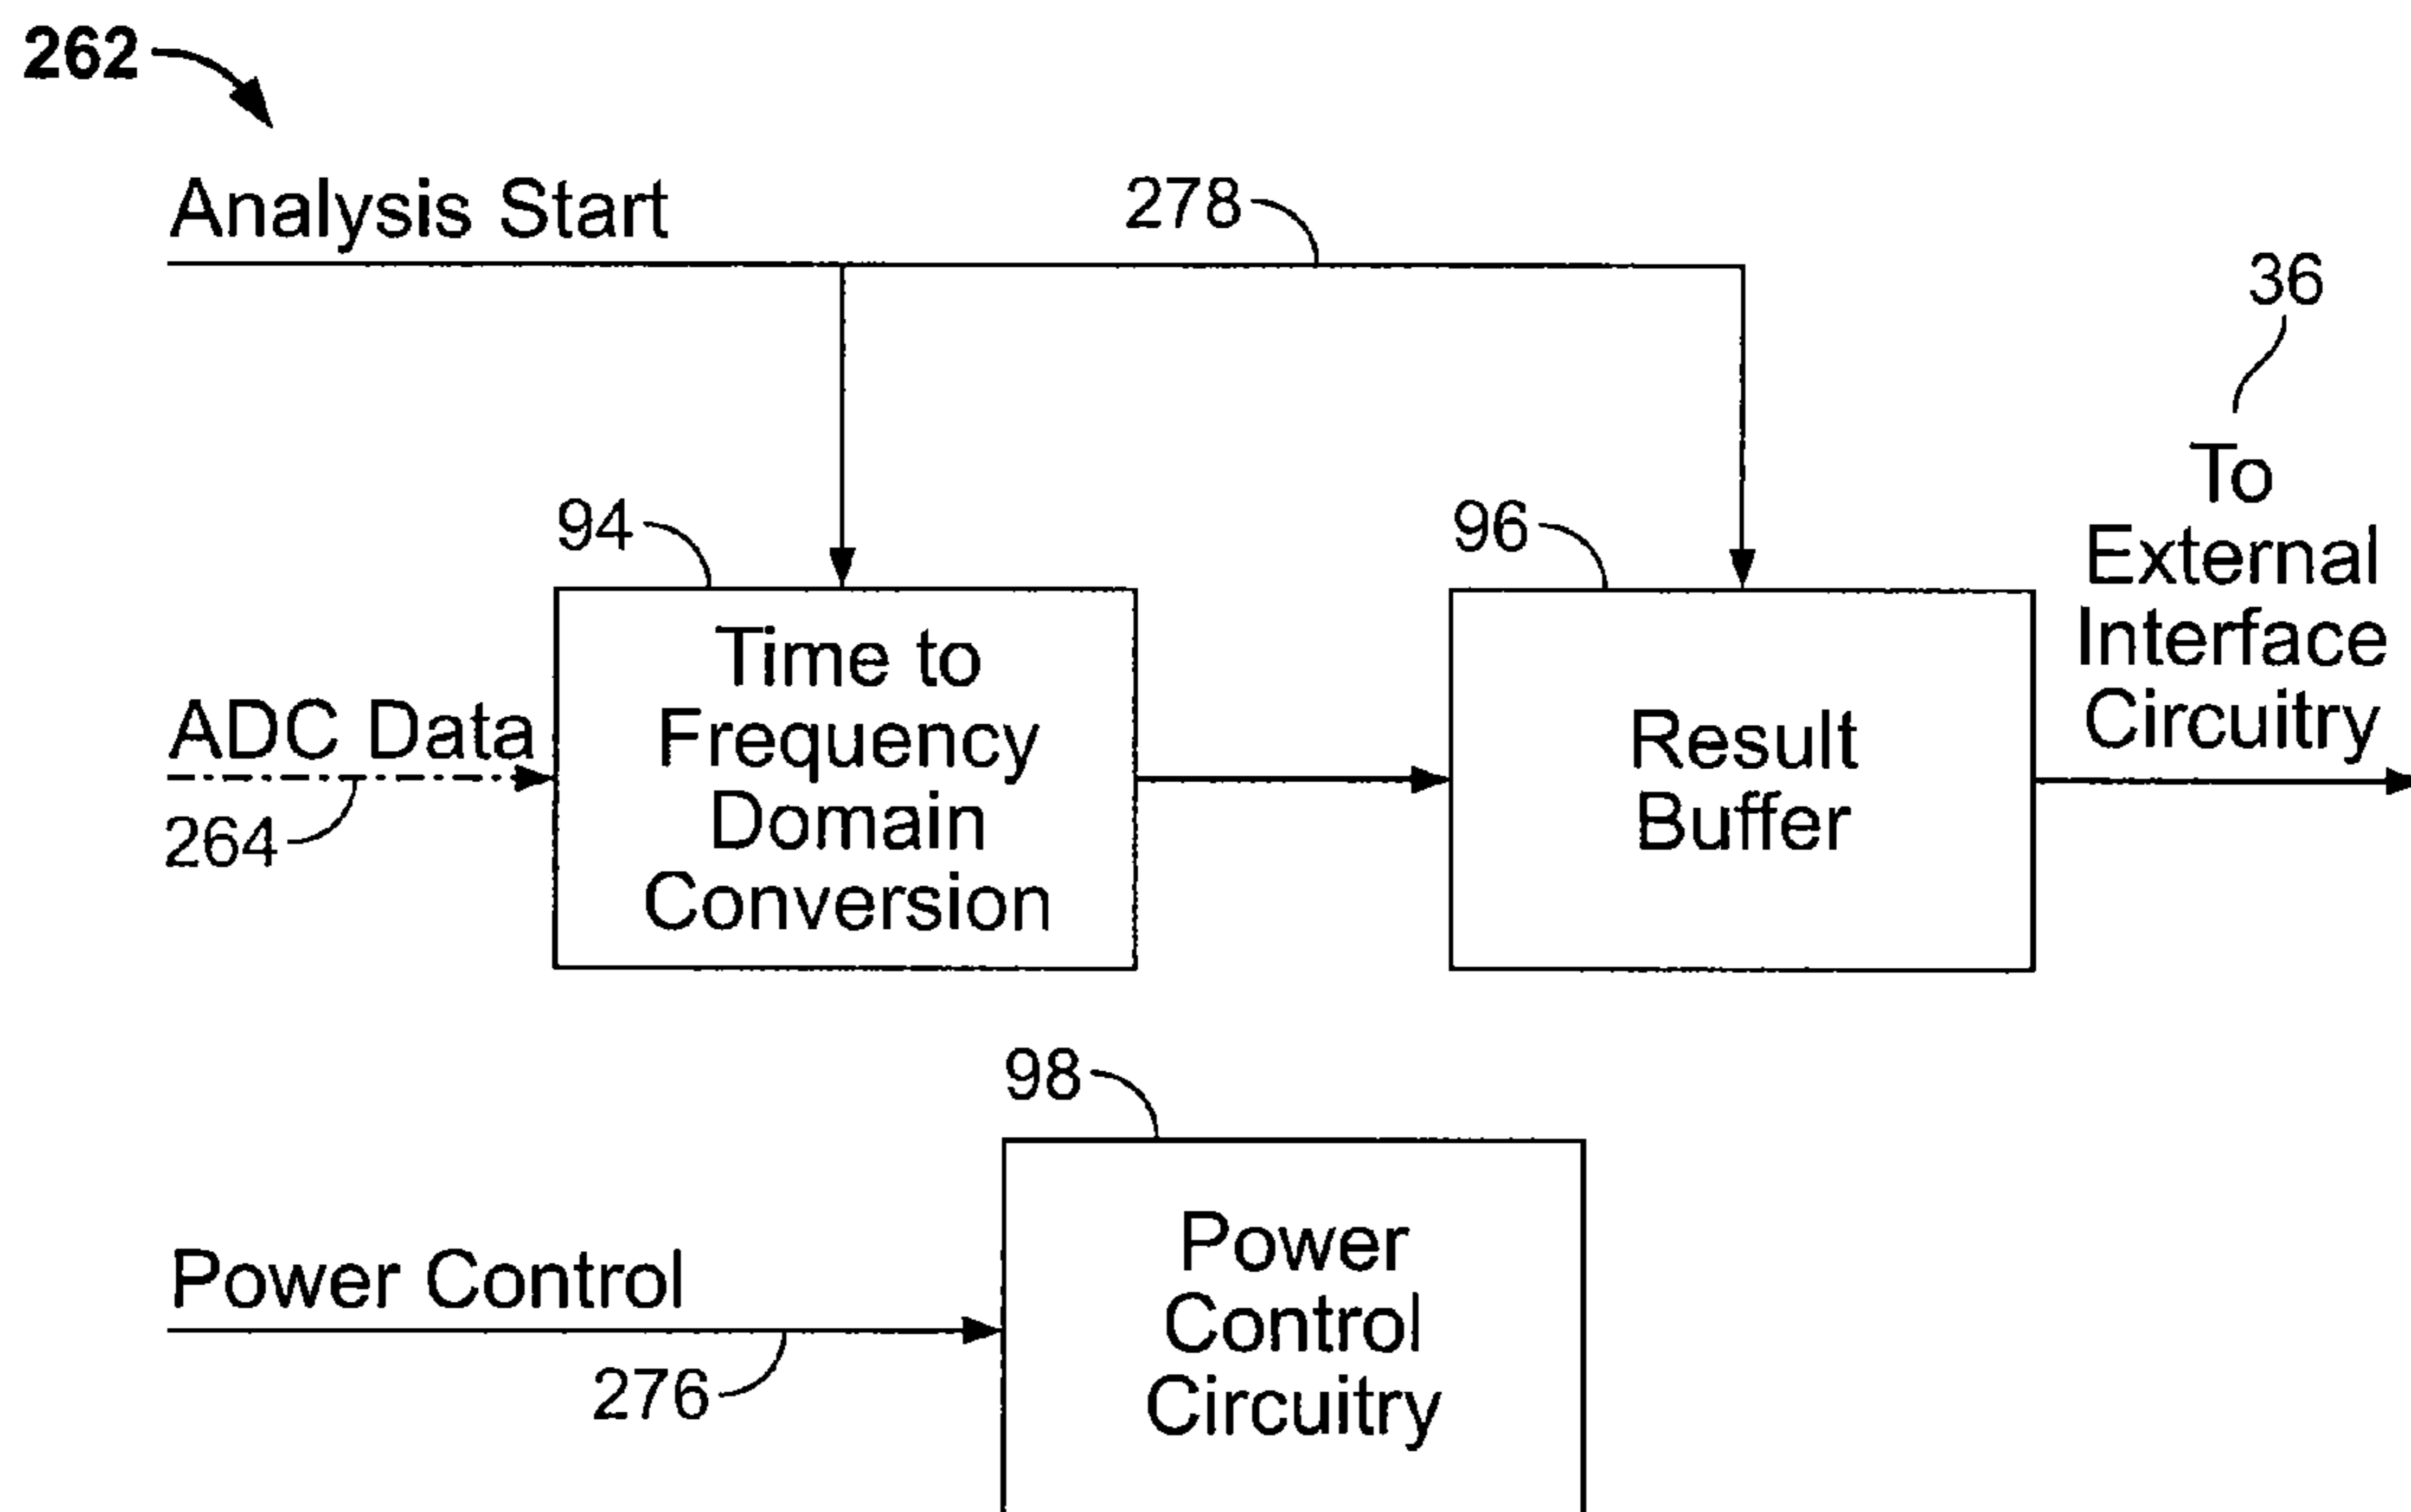 262
Analysis Start
278
36
To
External
Interface
Circuitry
94
96
Time to
Frequency
Domain
Conversion
ADC Data
264
Result
Buffer
98
Power Control
276
Power
Control
Circuitry